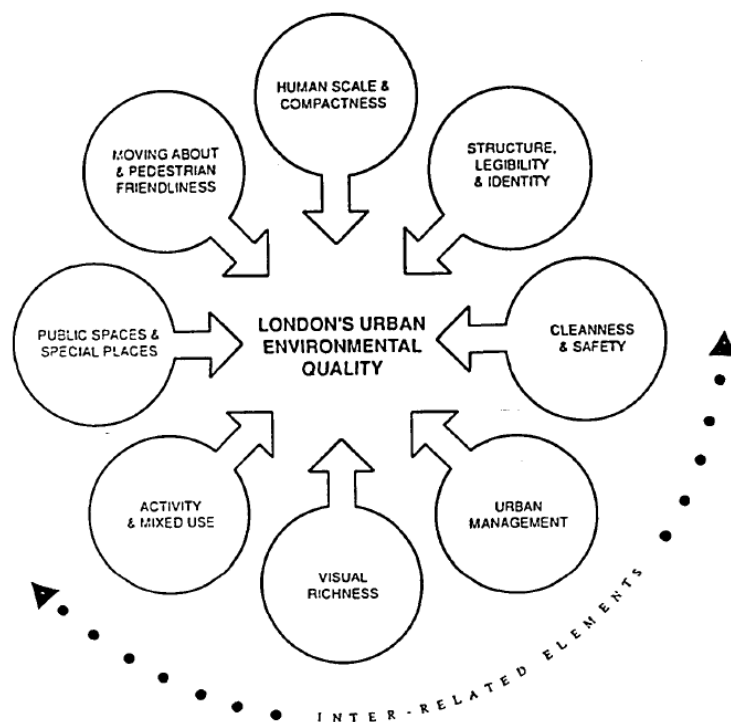 HUMAN SCALE &
COMPACTNESS
STRUCTURE,
LEGIBILITY
& IDENTITY
MOVING ABOUT
& PEDESTRIAN
FRIENDLINESS
CLEANNESS
& SAFETY
PUBLIC SPACES &
SPECIAL PLACES
LONDON'S URBAN
ENVIRONMENTAL
QUALITY
URBAN
MANAGEMENT
ACTIVITY
& MIXED USE
VISUAL
RICHNESS
INTER-RELATED ELEMENTS